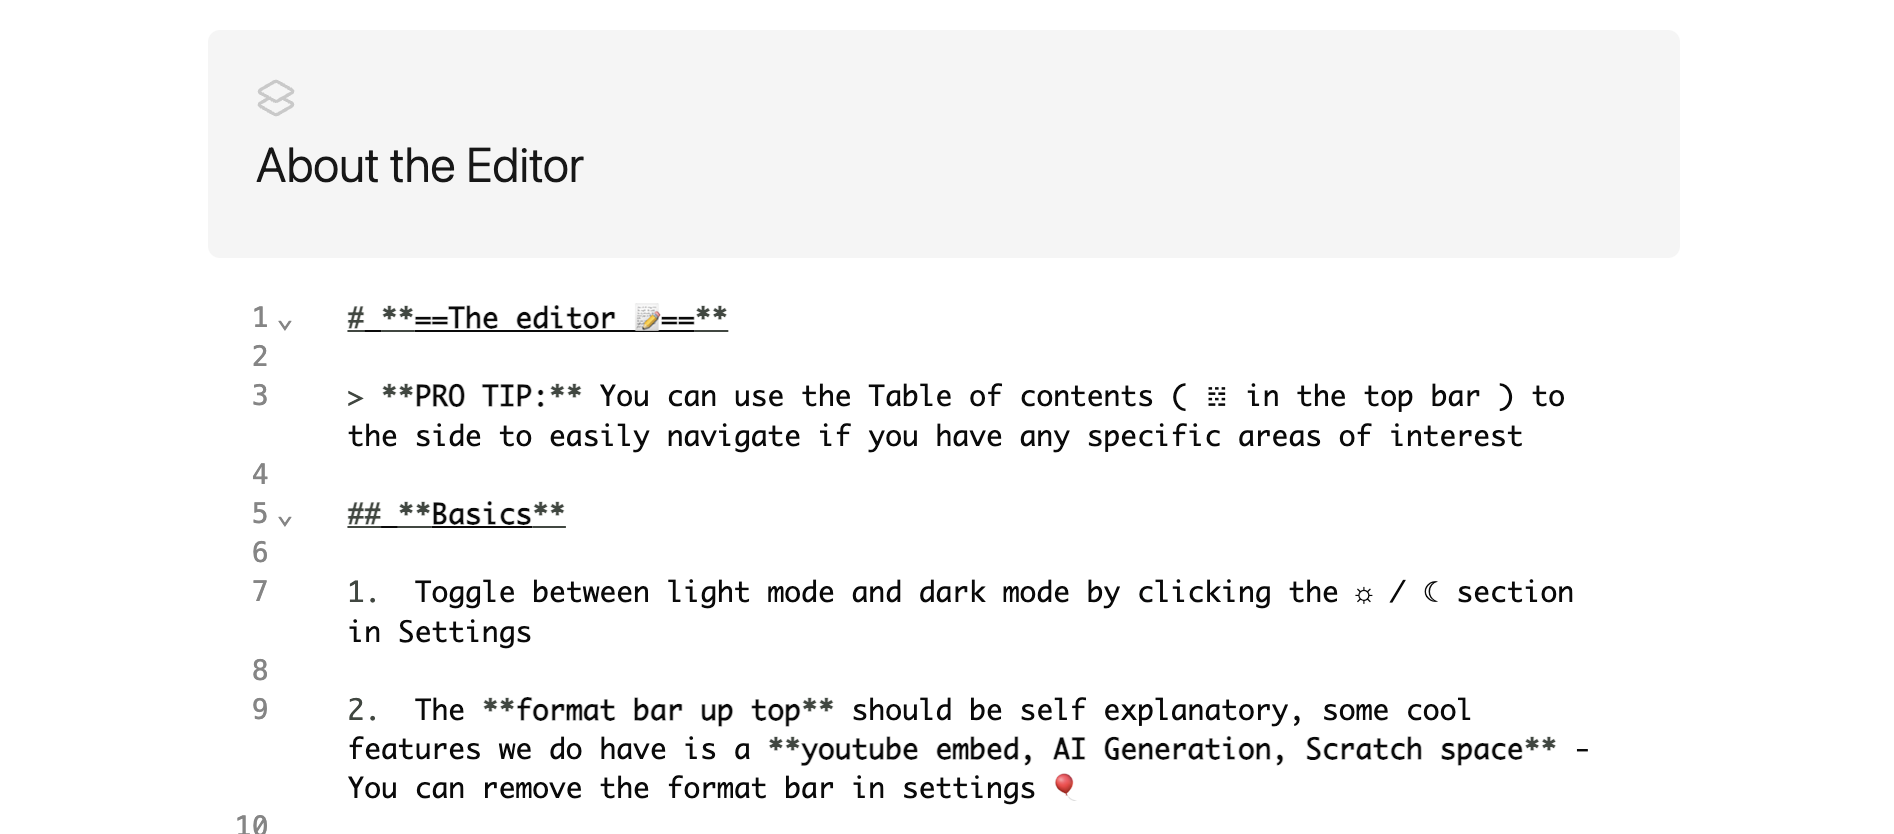 About the Editor
1 # **==The editor 📝==**
2
3 > **PRO TIP:** You can use the Table of contents ( ䷽ in the top bar ) to
the side to easily navigate if you have any specific areas of interest
4
5 ## **Basics**
6
7 1.  Toggle between light mode and dark mode by clicking the ☼ / ☾ section
in Settings
8
9 2.  The **format bar up top** should be self explanatory, some cool
features we do have is a **youtube embed, AI Generation, Scratch space** -
You can remove the format bar in settings 🎈
10